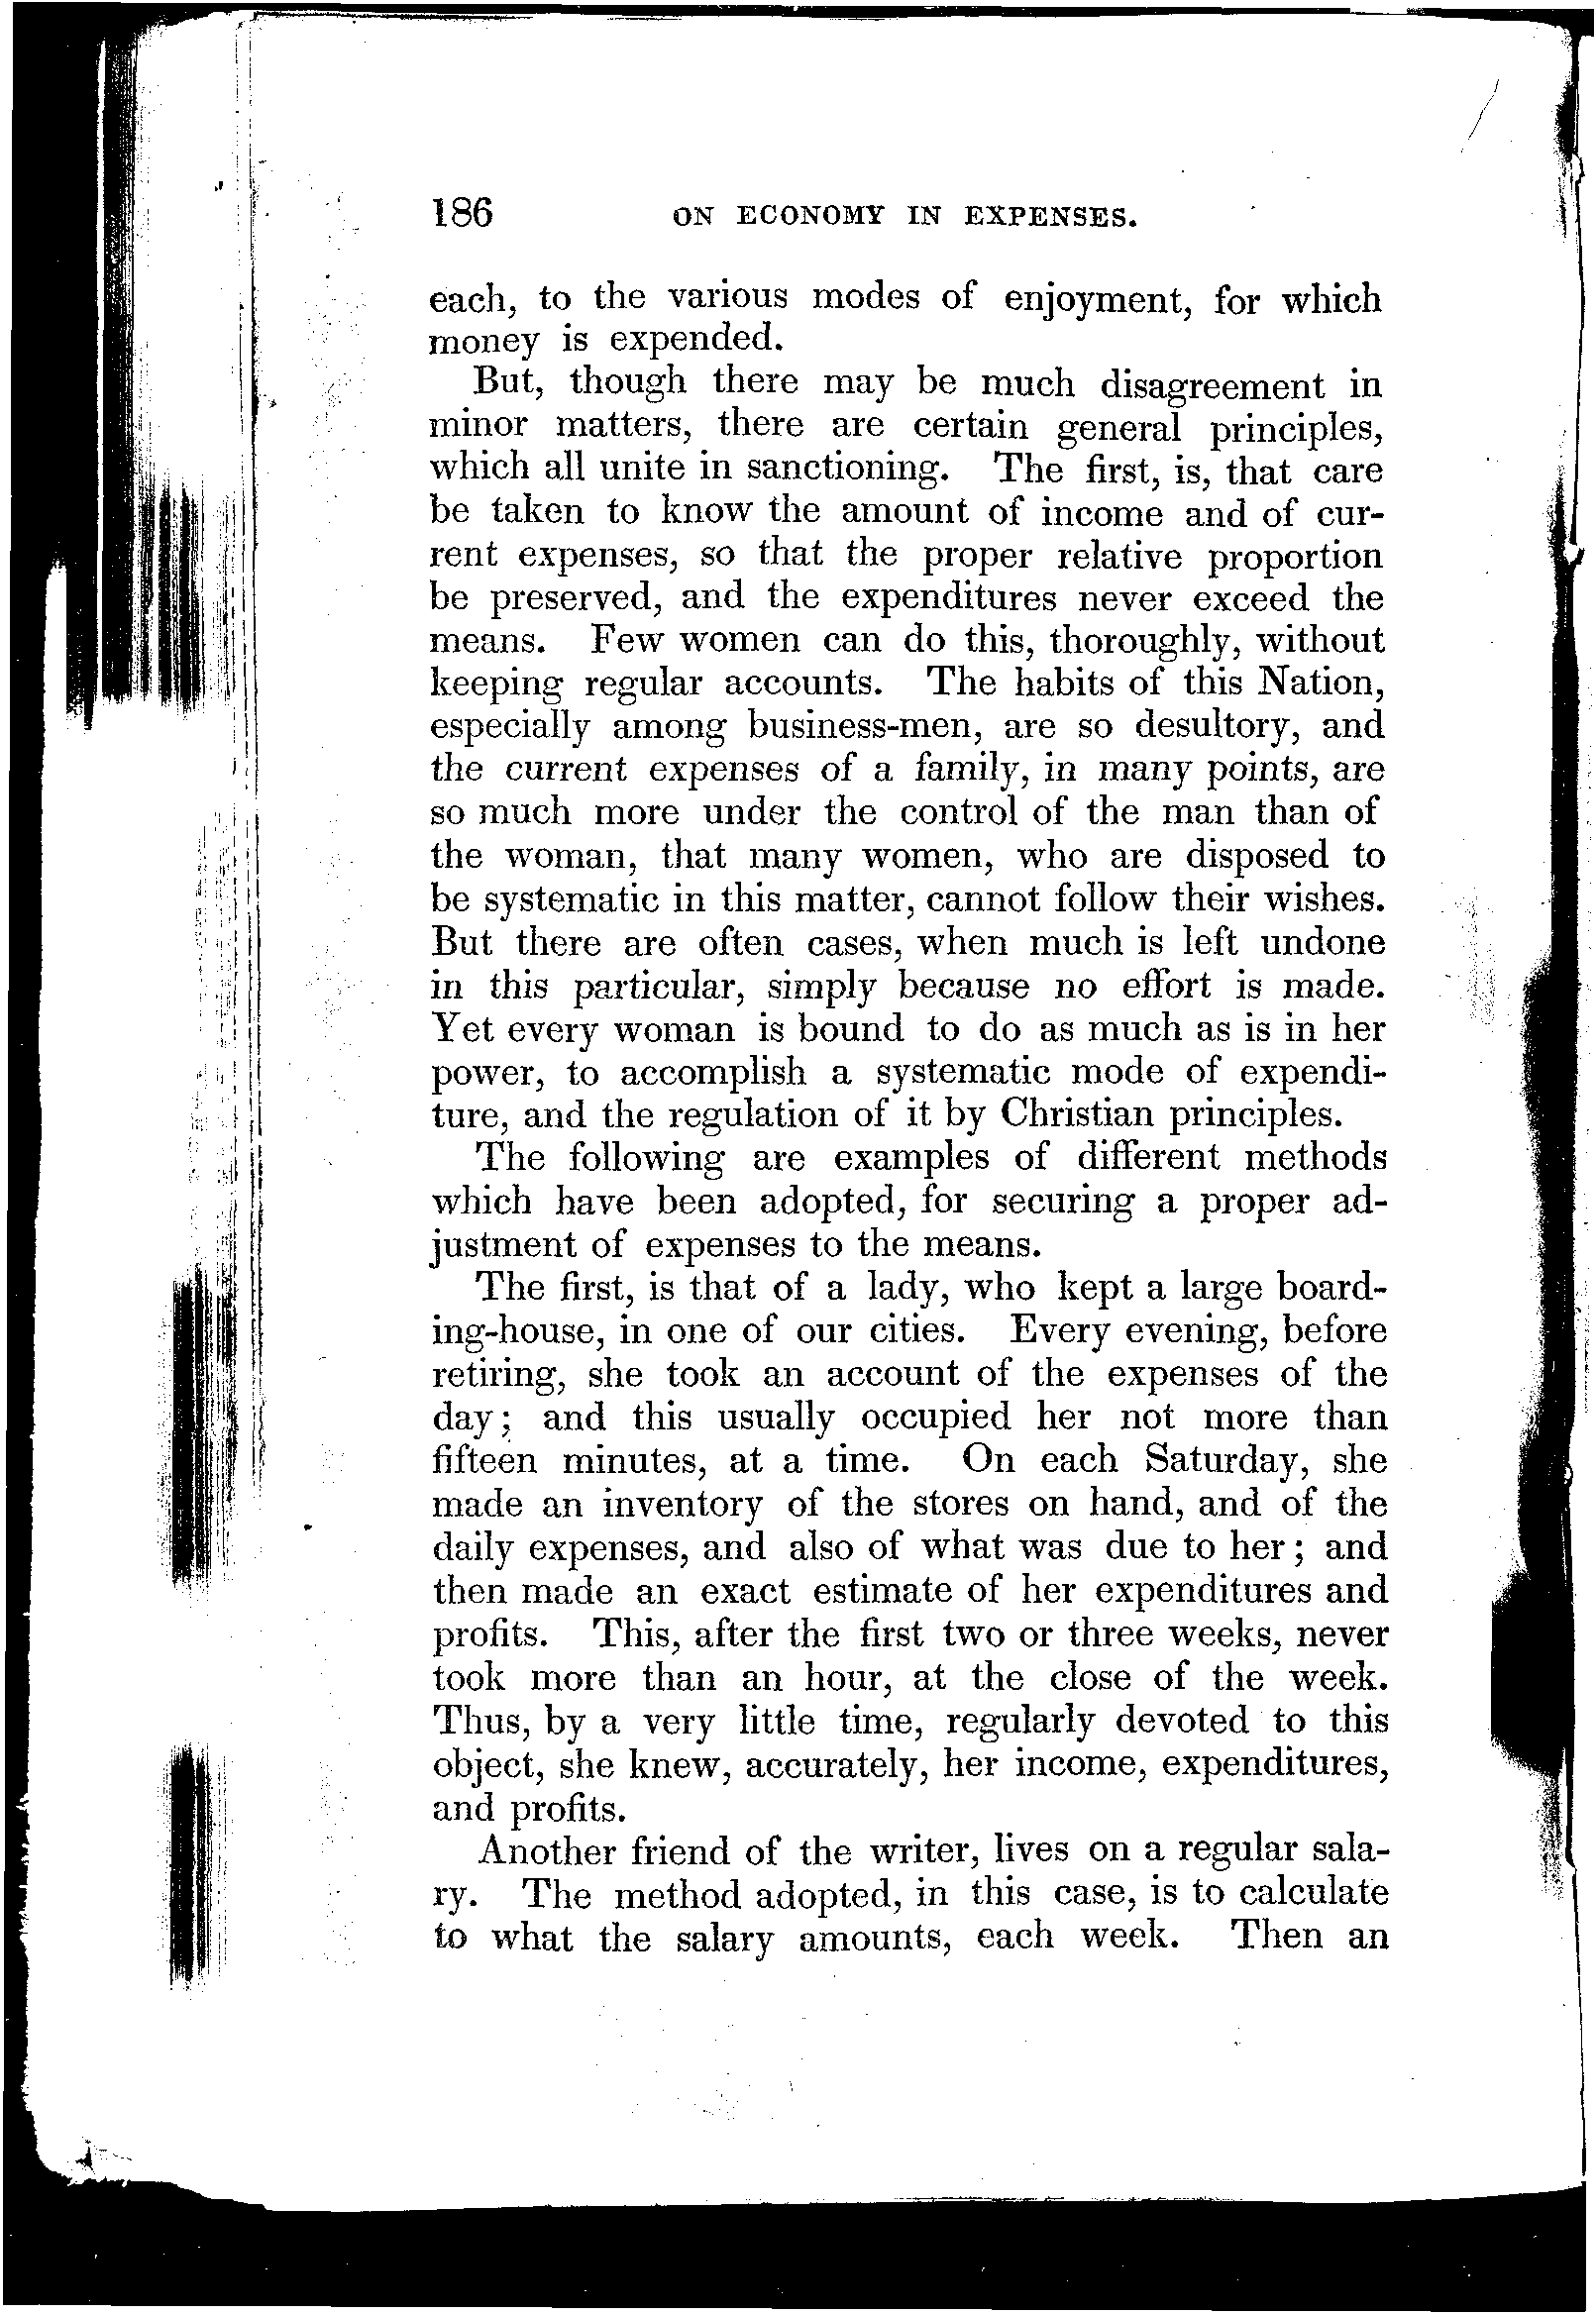 186 ON ECONOMY IN EXPENSES.
each, to the various modes of enjoyment, for which
money is expended.
But, though there may be much disagreement in
minor matters, there are certain general principles,
which all unite in sanctioning. The first, is, that care
be taken to know the amount of income and of cur-
rent expenses, so that the proper relative proportion
be preserved, and the expenditures never exceed the
means. Few women can do this, thoroughly, without
keeping regular accounts. The habits of this Nation,
especially among business-men, are so desultory, and
the current expenses of a family, in many points, are
so much more under the control of the man than of
the woman, that many women, who are disposed to
be systematic in this matter, cannot follow their wishes.
But there are often cases, when much is left undone
in this particular, simply because no effort is made.
Yet every woman is bound to do as much as is in her
power, to accomplish a systematic mode of expendi-
ture, and the regulation of it by Christian principles.
The following are examples of different methods
which have been adopted, for securing a proper ad-
justment of expenses to the means.
The first, is that of a lady, who kept a large board-
ing-house, in one of our cities. Every evening, before
retiring, she took an account of the expenses of the
day; and this usually occupied her not more than
fifteen minutes, at a time. On each Saturday, she
made an inventory of the stores on hand, and of the
daily expenses, and also of what was due to her; and
then made an exact estimate of her expenditures and
profits. This, after the first two or three weeks, never
took more than an hour, at the close of the week.
Thus, by a very little time, regularly devoted to this
object, she knew, accurately, her income, expenditures,
and profits.
Another friend of the writer, lives on a regular sala-
ry. The method adopted, in this case, is to calculate
to what the salary amounts, each week. Then an